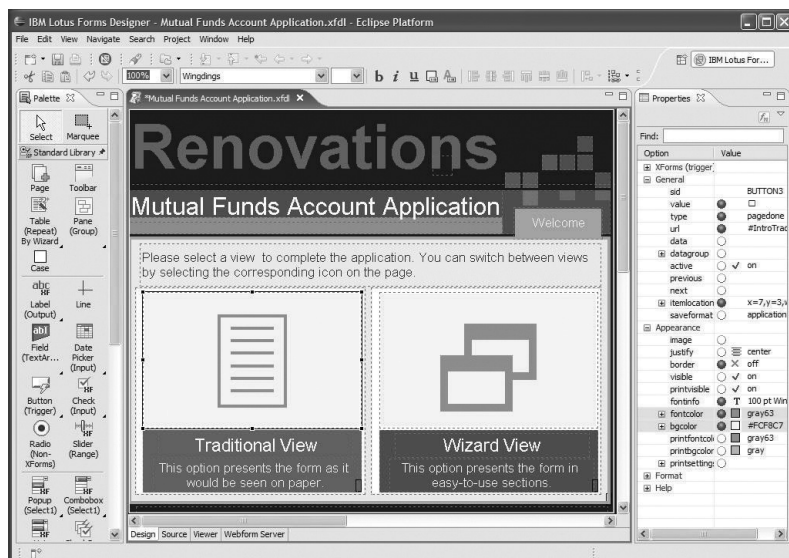 IBM Lotus Forms Designer - Mutual Funds Account Application.xfdl - Eclipse Platform
File Edit View Navigate Search Project Window Help
100% Wingdings b i u A IBM Lotus For...
Palette
*Mutual Funds Account Application.xfdl
Properties
Select Marquee
Standard Library
Page Toolbar
Table (Repeat) By Wizard
Pane (Group)
Case
abc
Label (Output)
Line
abI
Field (TextAr...
Date Picker (Input)
Button (Trigger)
Check (Input)
Radio (Non-XForms)
Slider (Range)
Popup (Select1)
Combobox (Select1)
Renovations
Mutual Funds Account Application
Welcome
Please select a view to complete the application. You can switch between views
by selecting the corresponding icon on the page.
Traditional View
This option presents the form as it
would be seen on paper.
Wizard View
This option presents the form in
easy-to-use sections.
Design Source Viewer Webform Server
Find:
Option Value
XForms (trigger)
General
sid BUTTON3
value
type pagedone
url #IntroTrad
data
datagroup
active on
previous
next
itemlocation x=7,y=3,
saveformat application
Appearance
image
justify center
border off
visible on
printvisible on
fontinfo T 100 pt Win
fontcolor gray63
bgcolor #FCF8C7
printfontcol gray63
printbgcolor gray
printsetting:
Format
Help